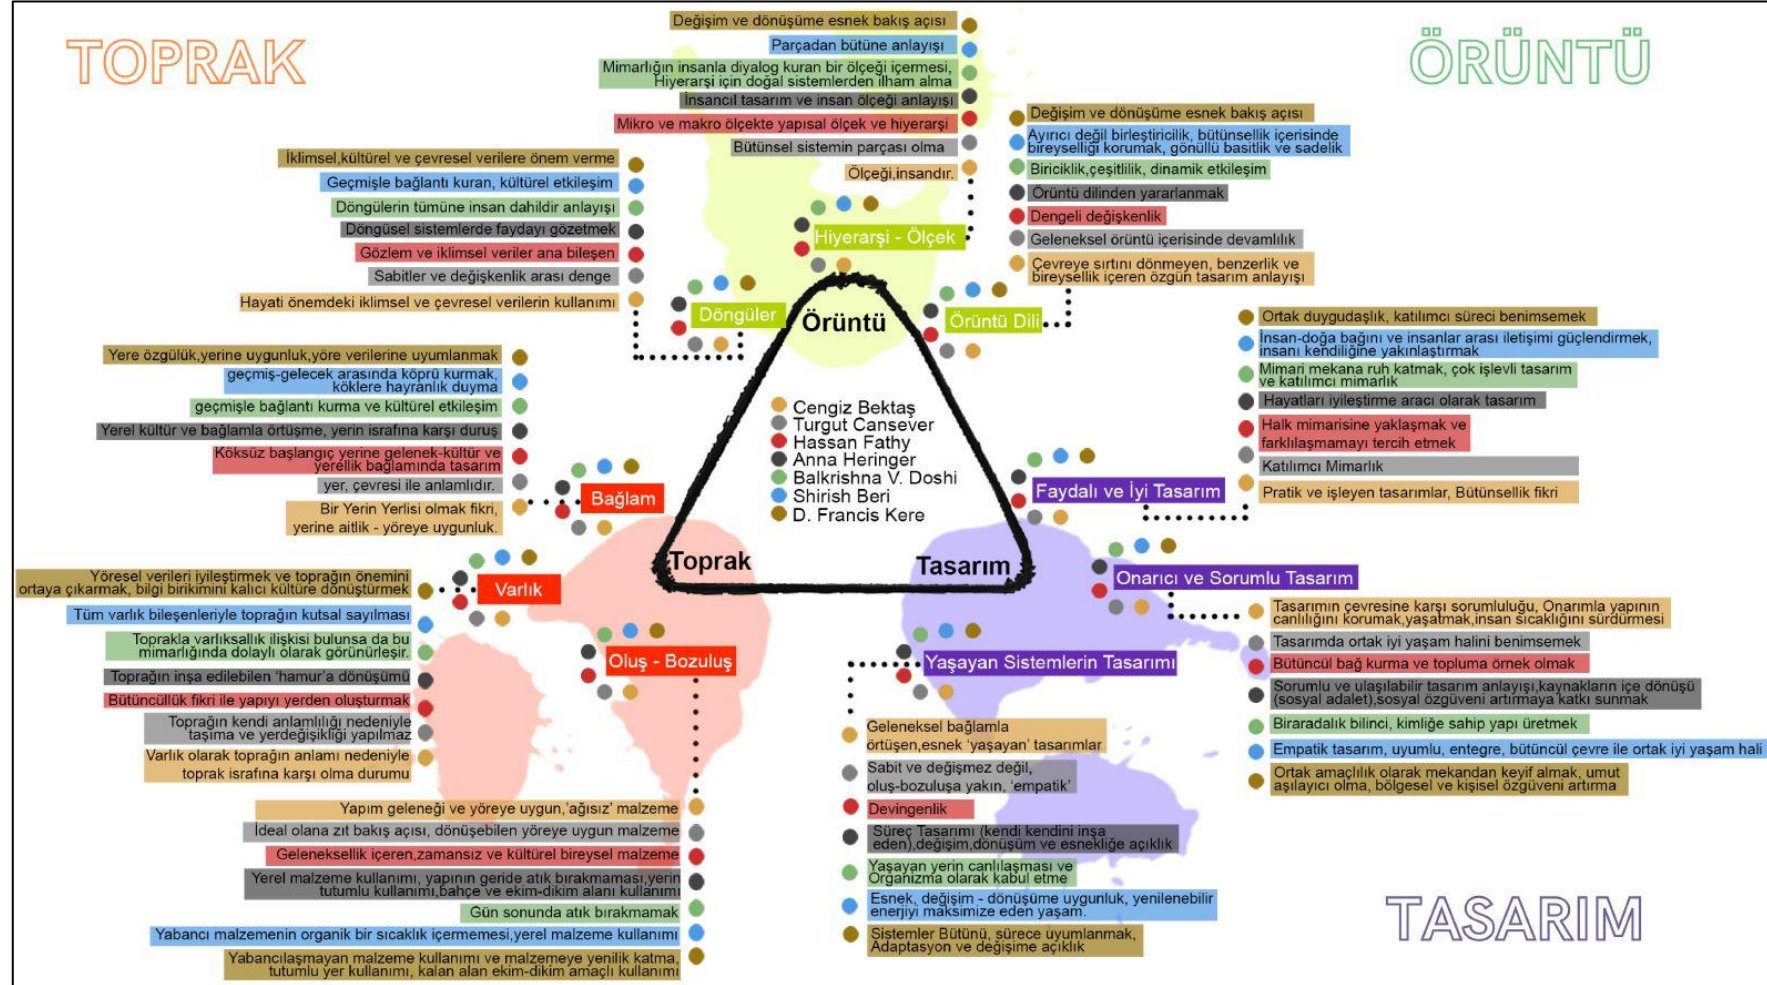 TOPRAK
ÖRÜNTÜ
Değişim ve dönüşüme esnek bakış açısı
Parçadan bütüne anlayışı
Mimarlığın insanla diyalog kuran bir ölçeği içermesi,
Hiyerarşi için doğal sistemlerden ilham alma
İnsancıl tasarım ve insan ölçeği anlayışı
Mikro ve makro ölçekte yapısal ölçek ve hiyerarşi
Bütünsel sistemin parçası olma
Ölçeği,insandır.
Hiyerarşi - Ölçek
Değişim ve dönüşüme esnek bakış açısı
Ayırıcı değil birleştiricilik, bütünsellik içerisinde
bireyselliği korumak, gönüllü basitlik ve sadelik
Biriciklik,çeşitlilik, dinamik etkileşim
Örüntü dilinden yararlanmak
Dengeli değişkenlik
Geleneksel örüntü içerisinde devamlılık
Çevreye sırtını dönmeyen, benzerlik ve
bireysellik içeren özgün tasarım anlayışı
Örüntü Dili
İklimsel,kültürel ve çevresel verilere önem verme
Geçmişle bağlantı kuran, kültürel etkileşim
Döngülerin tümüne insan dahildir anlayışı
Döngüsel sistemlerde faydayı gözetmek
Gözlem ve iklimsel veriler ana bileşen
Sabitler ve değişkenlik arası denge
Hayati önemdeki iklimsel ve çevresel verilerin kullanımı
Döngüler
Örüntü
Yere özgülük,yerine uygunluk,yöre verilerine uyumlanmak
geçmiş-gelecek arasında köprü kurmak,
köklere hayranlık duyma
geçmişle bağlantı kurma ve kültürel etkileşim
Yerel kültür ve bağlamla örtüşme, yerin israfına karşı duruş
Köksüz başlangıç yerine gelenek-kültür ve
yerellik bağlamında tasarım
yer, çevresi ile anlamlıdır.
Bir Yerin Yerlisi olmak fikri,
yerine aitlik - yöreye uygunluk.
Bağlam
Cengiz Bektaş
Turgut Cansever
Hassan Fathy
Anna Heringer
Balkrishna V. Doshi
Shirish Beri
D. Francis Kere
Ortak duygudaşlık, katılımcı süreci benimsemek
İnsan-doğa bağını ve insanlar arası iletişimi güçlendirmek,
insanı kendiliğine yakınlaştırmak
Mimari mekana ruh katmak, çok işlevli tasarım
ve katılımcı mimarlık
Hayatları iyileştirme aracı olarak tasarım
Halk mimarisine yaklaşmak ve
farklılaşmamayı tercih etmek
Katılımcı Mimarlık
Pratik ve işleyen tasarımlar, Bütünsellik fikri
Faydalı ve İyi Tasarım
Toprak
Tasarım
Yöresel verileri iyileştirmek ve toprağın önemini
ortaya çıkarmak, bilgi birikimini kalıcı kültüre dönüştürmek
Tüm varlık bileşenleriyle toprağın kutsal sayılması
Toprakla varlıksallık ilişkisi bulunsa da bu
mimarlığında dolaylı olarak görünürleşir.
Toprağın inşa edilebilen 'hamur'a dönüşümü
Bütüncüllük fikri ile yapıyı yerden oluşturmak
Toprağın kendi anlamlılığı nedeniyle
taşıma ve yerdeğişikliği yapılmaz
Varlık olarak toprağın anlamı nedeniyle
toprak israfına karşı olma durumu
Varlık
Oluş - Bozuluş
Yapım geleneği ve yöreye uygun,'ağısız' malzeme
İdeal olana zıt bakış açısı, dönüşebilen yöreye uygun malzeme
Geleneksellik içeren,zamansız ve kültürel bireysel malzeme
Yerel malzeme kullanımı, yapının geride atık bırakmaması,yerin
tutumlu kullanımı,bahçe ve ekim-dikim alanı kullanımı
Gün sonunda atık bırakmamak
Yabancı malzemenin organik bir sıcaklık içermemesi,yerel malzeme kullanımı
Yabancılaşmayan malzeme kullanımı ve malzemeye yenilik katma,
tutumlu yer kullanımı, kalan alan ekim-dikim amaçlı kullanımı
Onarıcı ve Sorumlu Tasarım
Tasarımın çevresine karşı sorumluluğu, Onarımla yapının
canlılığını korumak,yaşatmak,insan sıcaklığını sürdürmesi
Tasarımda ortak iyi yaşam halini benimsemek
Bütüncül bağ kurma ve topluma örnek olmak
Sorumlu ve ulaşılabilir tasarım anlayışı,kaynakların içe dönüşü
(sosyal adalet),sosyal özgüveni artırmaya katkı sunmak
Biraradalık bilinci, kimliğe sahip yapı üretmek
Empatik tasarım, uyumlu, entegre, bütüncül çevre ile ortak iyi yaşam hali
Ortak amaçlılık olarak mekandan keyif almak, umut
aşılayıcı olma, bölgesel ve kişisel özgüveni artırma
Yaşayan Sistemlerin Tasarımı
Geleneksel bağlamla
örtüşen,esnek 'yaşayan' tasarımlar
Sabit ve değişmez değil,
oluş-bozuluşa yakın, 'empatik'
Devingenlik
Süreç Tasarımı (kendi kendini inşa
eden),değişim,dönüşüm ve esnekliğe açıklık
Yaşayan yerin canlılaşması ve
Organizma olarak kabul etme
Esnek, değişim - dönüşüme uygunluk, yenilenebilir
enerjiyi maksimize eden yaşam.
Sistemler Bütünü, sürece uyumlanmak,
Adaptasyon ve değişime açıklık
TASARIM